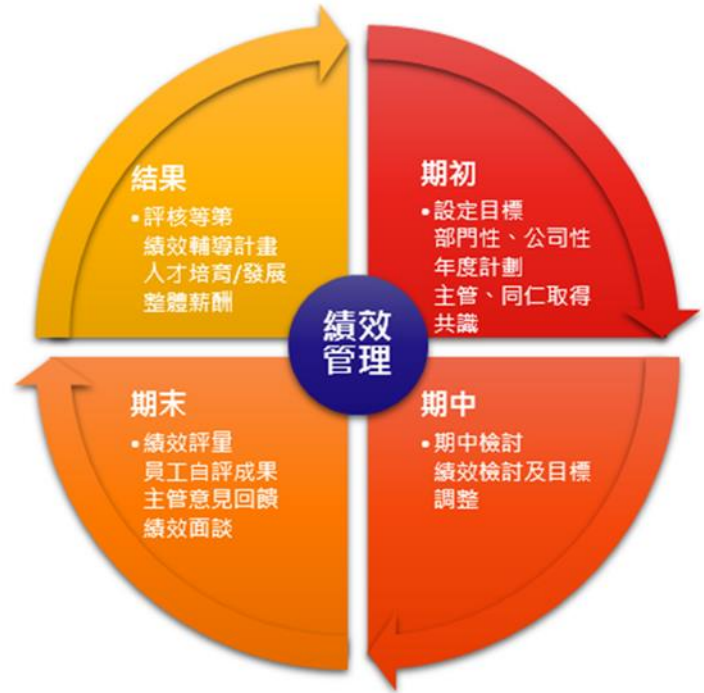 結果
•評核等第
績效輔導計畫
人才培育/發展
整體薪酬
期初
•設定目標
部門性、公司性
年度計劃
主管、同仁取得
共識
績效
管理
期末
•績效評量
員工自評成果
主管意見回饋
績效面談
期中
•期中檢討
績效檢討及目標
調整